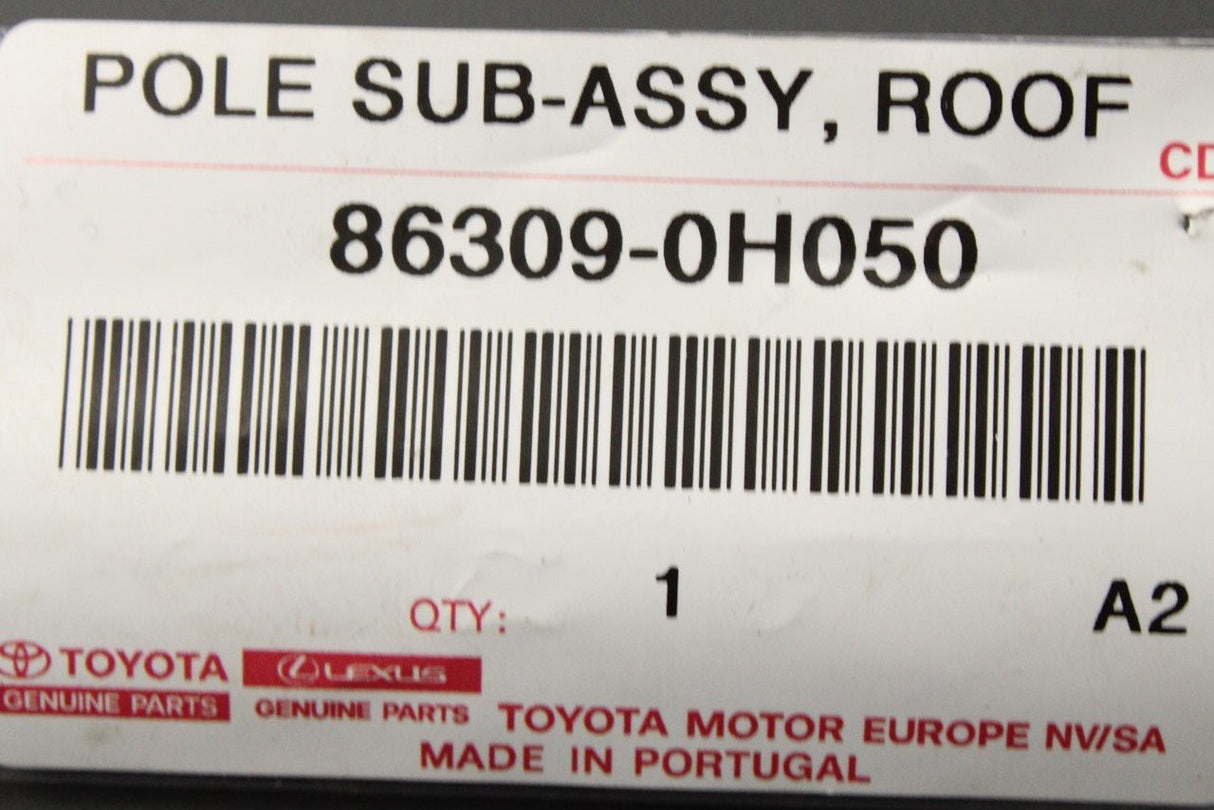 POLE SUB-ASSY, ROOF
CD
86309-0H050
QTY: 1 A2
TOYOTA LEXUS
GENUINE PARTS GENUINE PARTS TOYOTA MOTOR EUROPE NV/SA
MADE IN PORTUGAL